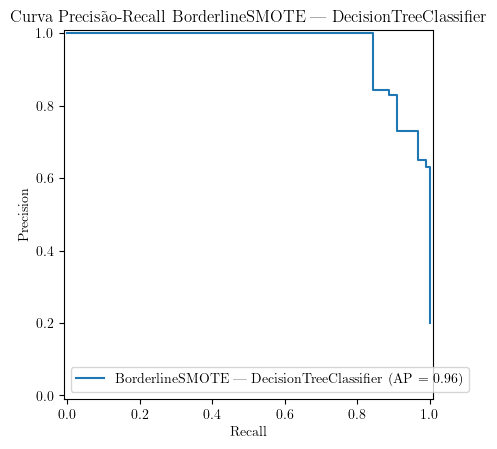 Curva Precisão-Recall BorderlineSMOTE — DecisionTreeClassifier
1.0
0.8
0.6
0.4
0.2
0.0
Precision
BorderlineSMOTE — DecisionTreeClassifier (AP = 0.96)
0.0 0.2 0.4 0.6 0.8 1.0
Recall